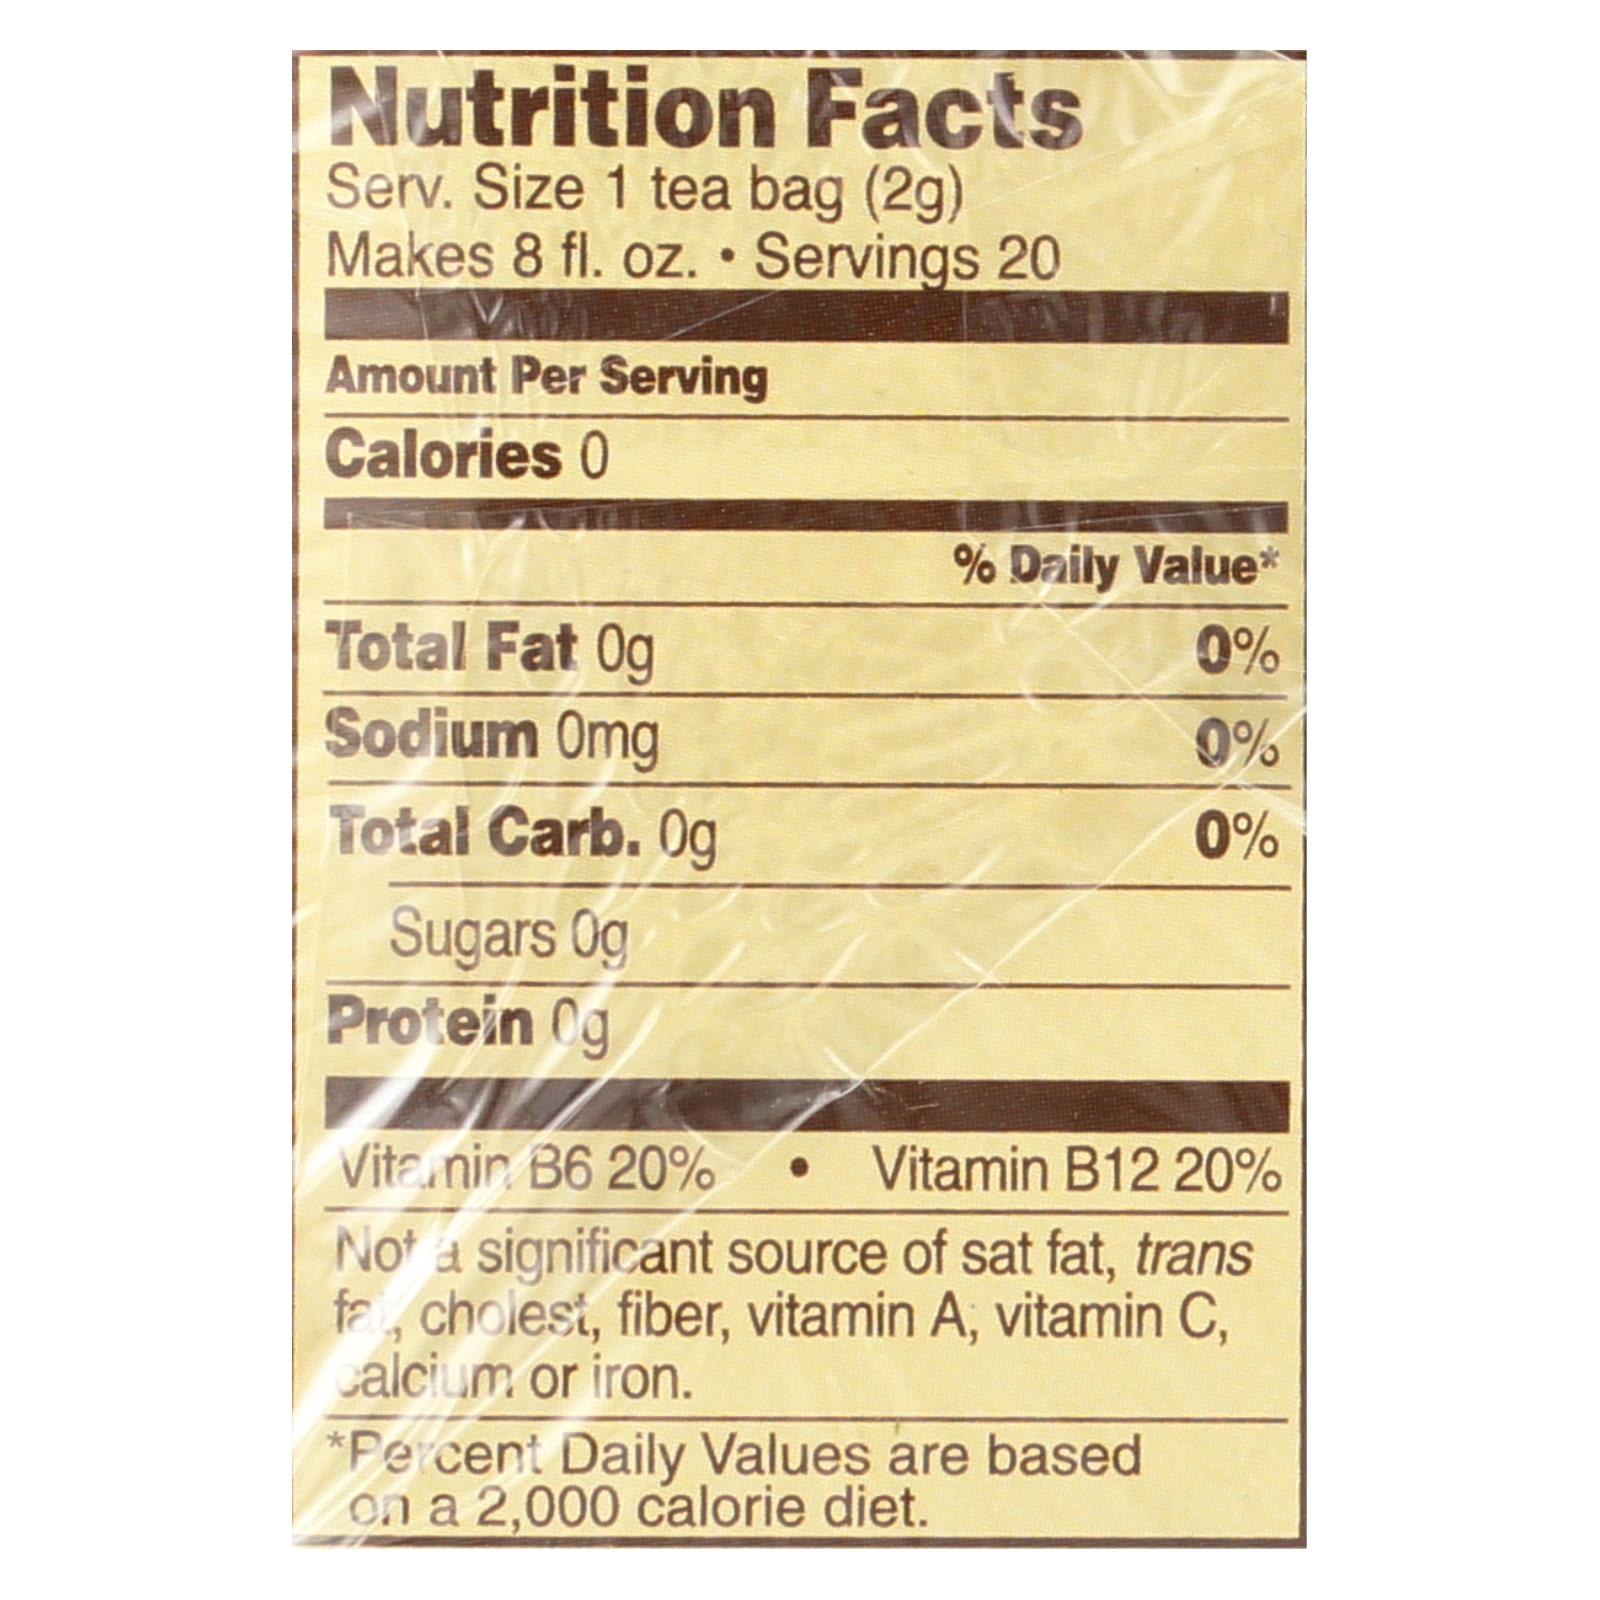 Nutrition Facts
Serv. Size 1 tea bag (2g)
Makes 8 fl. oz. • Servings 20
Amount Per Serving
Calories 0
% Daily Value*
Total Fat 0g 0%
Sodium 0mg 0%
Total Carb. 0g 0%
Sugars 0g
Protein 0g
Vitamin B6 20% • Vitamin B12 20%
Not a significant source of sat fat, trans
fat, cholest, fiber, vitamin A, vitamin C,
calcium or iron.
*Percent Daily Values are based
on a 2,000 calorie diet.